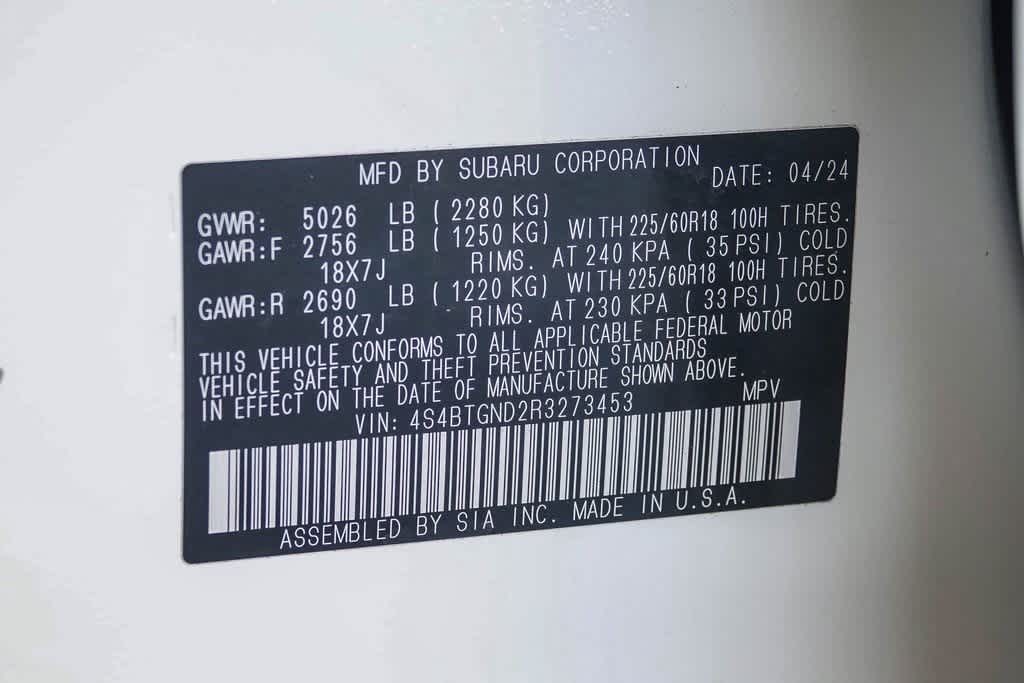 MFD BY SUBARU CORPORATION DATE: 04/24
GVWR: 5026 LB ( 2280 KG)
GAWR:F 2756 LB ( 1250 KG) WITH 225/60R18 100H TIRES.
18X7J RIMS. AT 240 KPA ( 35 PSI) COLD
GAWR:R 2690 LB ( 1220 KG) WITH 225/60R18 100H TIRES.
18X7J RIMS. AT 230 KPA ( 33 PSI) COLD
THIS VEHICLE CONFORMS TO ALL APPLICABLE FEDERAL MOTOR
VEHICLE SAFETY AND THEFT PREVENTION STANDARDS
IN EFFECT ON THE DATE OF MANUFACTURE SHOWN ABOVE.
VIN: 4S4BTGND2R3273453 MPV
ASSEMBLED BY SIA INC. MADE IN U.S.A.